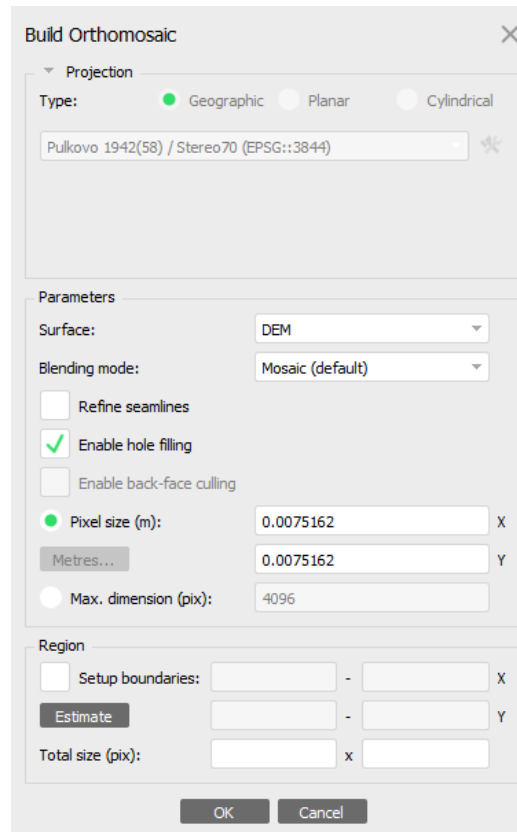 Build Orthomosaic
Projection
Type: Geographic Planar Cylindrical
Pulkovo 1942(58) / Stereo70 (EPSG::3844)
Parameters
Surface: DEM
Blending mode: Mosaic (default)
Refine seamlines
Enable hole filling
Enable back-face culling
Pixel size (m): 0.0075162 X
Metres... 0.0075162 Y
Max. dimension (pix): 4096
Region
Setup boundaries: - X
Estimate - Y
Total size (pix): x
OK Cancel